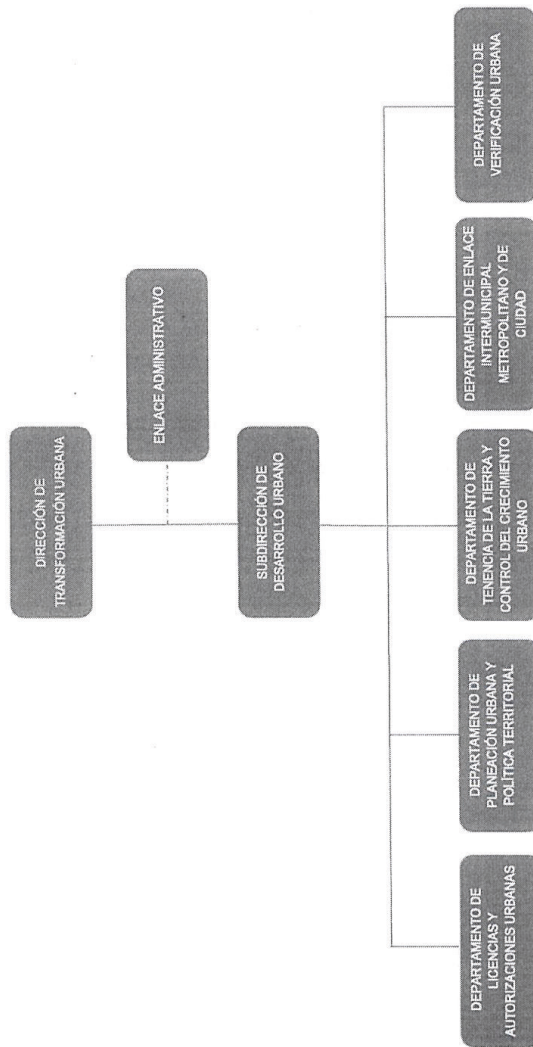 DIRECCIÓN DE
TRANSFORMACIÓN URBANA
ENLACE ADMINISTRATIVO
SUBDIRECCIÓN DE
DESARROLLO URBANO
DEPARTAMENTO DE
LICENCIAS Y
AUTORIZACIONES URBANAS
DEPARTAMENTO DE
PLANEACIÓN URBANA Y
POLÍTICA TERRITORIAL
DEPARTAMENTO DE
TENENCIA DE LA TIERRA Y
CONTROL DEL CRECIMIENTO
URBANO
DEPARTAMENTO DE ENLACE
INTERMUNICIPAL
METROPOLITANO Y DE
CIUDAD
DEPARTAMENTO DE
VERIFICACIÓN URBANA